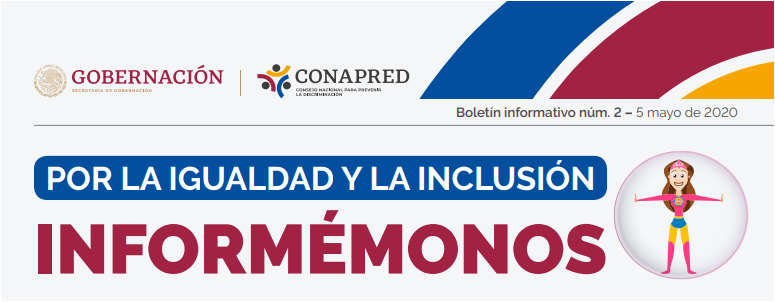 GOBERNACIÓN
SECRETARÍA DE GOBERNACIÓN
CONAPRED
CONSEJO NACIONAL PARA PREVENIR
LA DISCRIMINACIÓN
Boletín informativo núm. 2 – 5 mayo de 2020
POR LA IGUALDAD Y LA INCLUSIÓN
INFORMÉMONOS